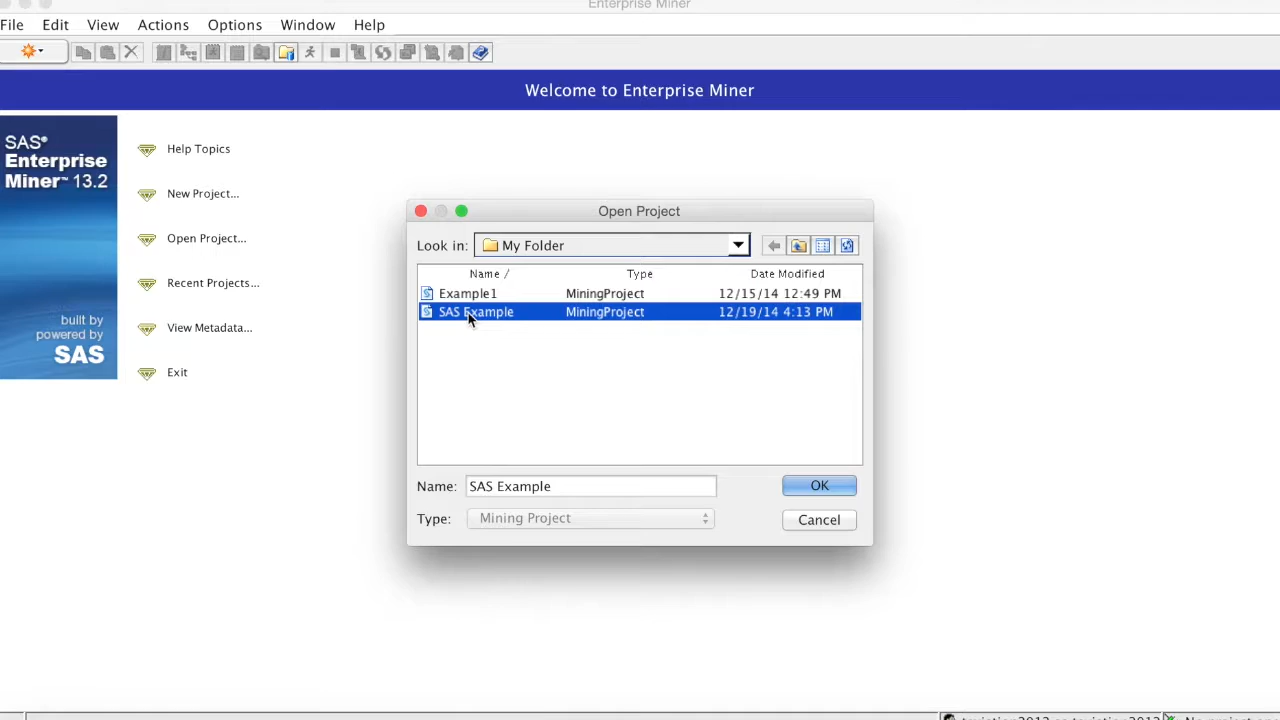 Enterprise Miner
File Edit View Actions Options Window Help
Welcome to Enterprise Miner
SAS®
Enterprise
Miner™ 13.2
built by
powered by
SAS
Help Topics
New Project...
Open Project...
Recent Projects...
View Metadata...
Exit
Open Project
Look in: My Folder
Name / Type Date Modified
Example1 MiningProject 12/15/14 12:49 PM
SAS Example MiningProject 12/19/14 4:13 PM
Name: SAS Example OK
Type: Mining Project Cancel